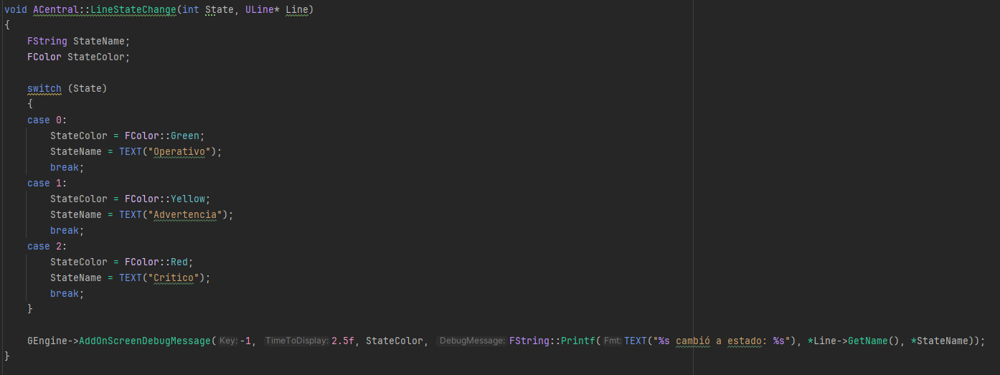 void ACentral::LineStateChange(int State, ULine* Line)
{
    FString StateName;
    FColor StateColor;

    switch (State)
    {
    case 0:
        StateColor = FColor::Green;
        StateName = TEXT("Operativo");
        break;
    case 1:
        StateColor = FColor::Yellow;
        StateName = TEXT("Advertencia");
        break;
    case 2:
        StateColor = FColor::Red;
        StateName = TEXT("Critico");
        break;
    }

    GEngine->AddOnScreenDebugMessage(Key:-1, TimeToDisplay:2.5f, StateColor, DebugMessage:FString::Printf(Fmt:TEXT("%s cambió a estado: %s"), *Line->GetName(), *StateName));
}